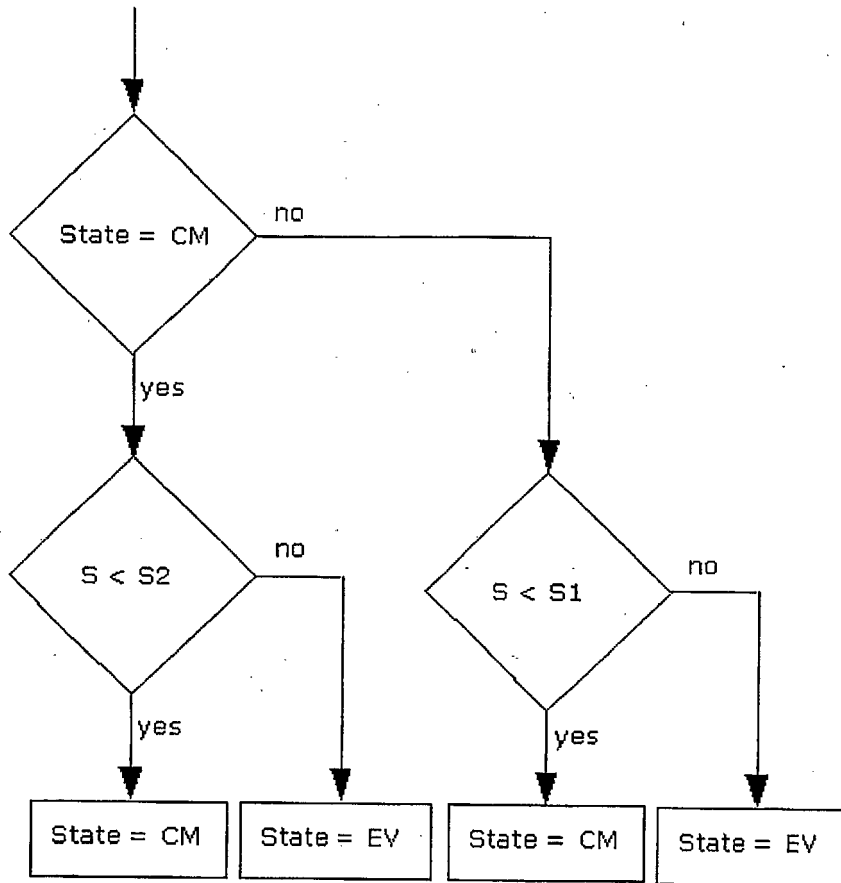 no
State = CM
yes
no
S < S2
no
S < S1
yes
yes
State = CM
State = EV
State = CM
State = EV